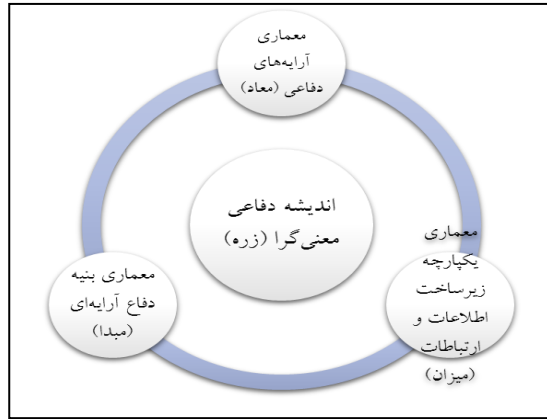 معماری
آرایه‌های
دفاعی (معاد)
اندیشه دفاعی
معنی‌گرا (زره)
معماری
یکپارچه
زیرساخت
اطلاعات و
ارتباطات
(میزان)
معماری بنیه
دفاع آرایه‌ای
(مبدا)